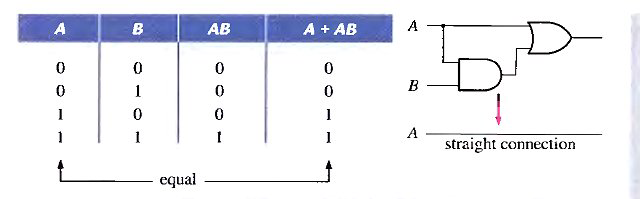 A B AB A + AB
0 0 0 0
0 1 0 0
1 0 0 1
1 1 1 1
equal
A
B
A
straight connection